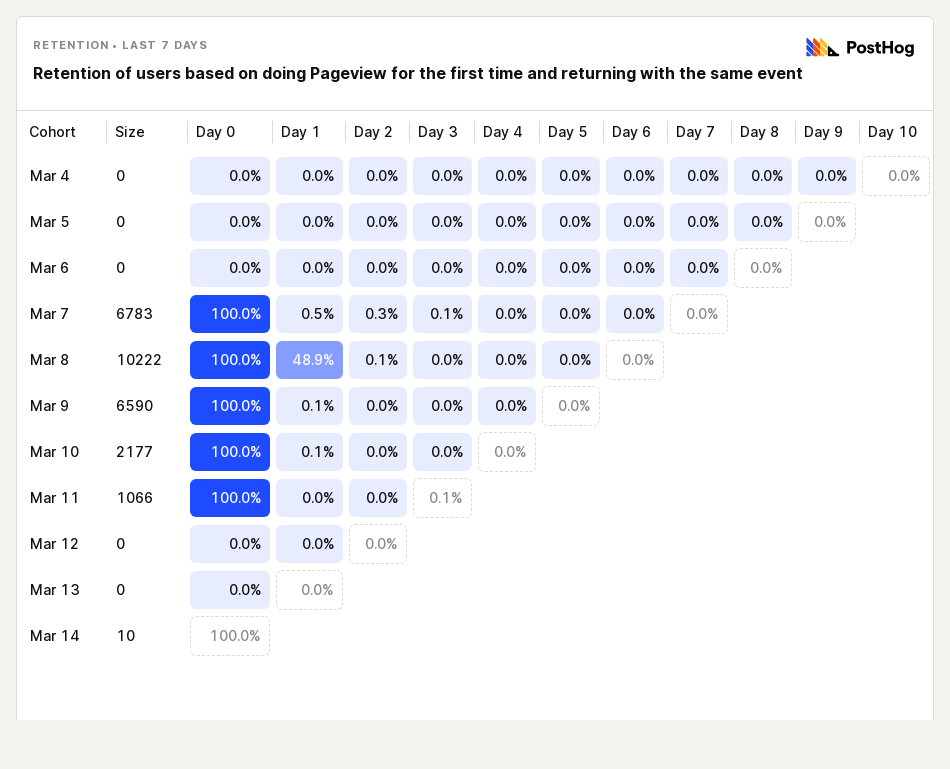 RETENTION • LAST 7 DAYS
PostHog
Retention of users based on doing Pageview for the first time and returning with the same event
Cohort Size Day 0 Day 1 Day 2 Day 3 Day 4 Day 5 Day 6 Day 7 Day 8 Day 9 Day 10
Mar 4 0 0.0% 0.0% 0.0% 0.0% 0.0% 0.0% 0.0% 0.0% 0.0% 0.0% 0.0%
Mar 5 0 0.0% 0.0% 0.0% 0.0% 0.0% 0.0% 0.0% 0.0% 0.0% 0.0%
Mar 6 0 0.0% 0.0% 0.0% 0.0% 0.0% 0.0% 0.0% 0.0% 0.0%
Mar 7 6783 100.0% 0.5% 0.3% 0.1% 0.0% 0.0% 0.0% 0.0%
Mar 8 10222 100.0% 48.9% 0.1% 0.0% 0.0% 0.0% 0.0%
Mar 9 6590 100.0% 0.1% 0.0% 0.0% 0.0% 0.0%
Mar 10 2177 100.0% 0.1% 0.0% 0.0% 0.0%
Mar 11 1066 100.0% 0.0% 0.0% 0.1%
Mar 12 0 0.0% 0.0% 0.0%
Mar 13 0 0.0% 0.0%
Mar 14 10 100.0%